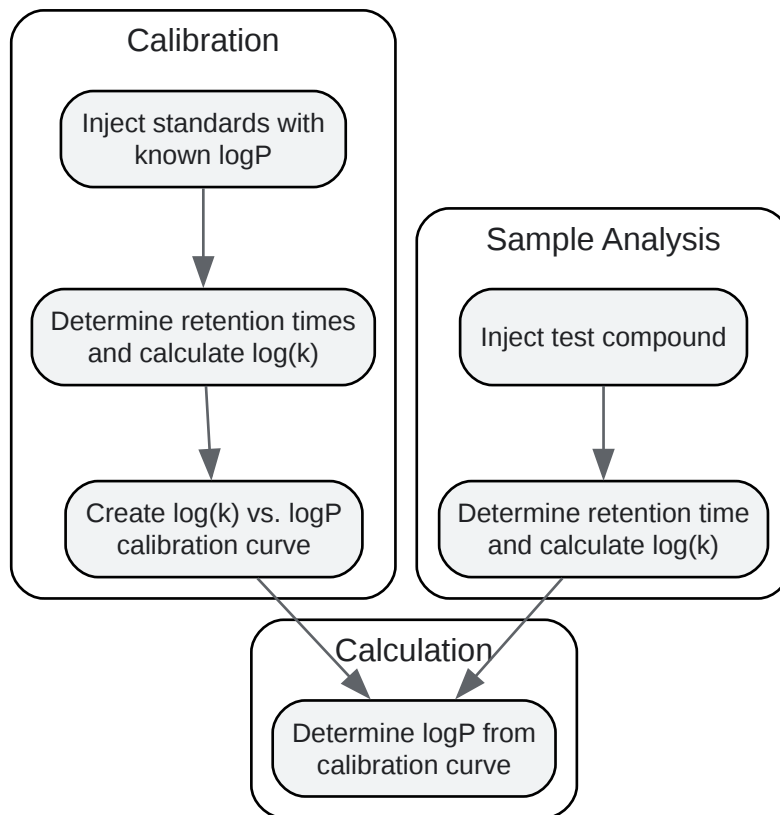 Calibration
Inject standards with
known logP
Determine retention times
and calculate log(k)
Create log(k) vs. logP
calibration curve
Sample Analysis
Inject test compound
Determine retention time
and calculate log(k)
Calculation
Determine logP from
calibration curve